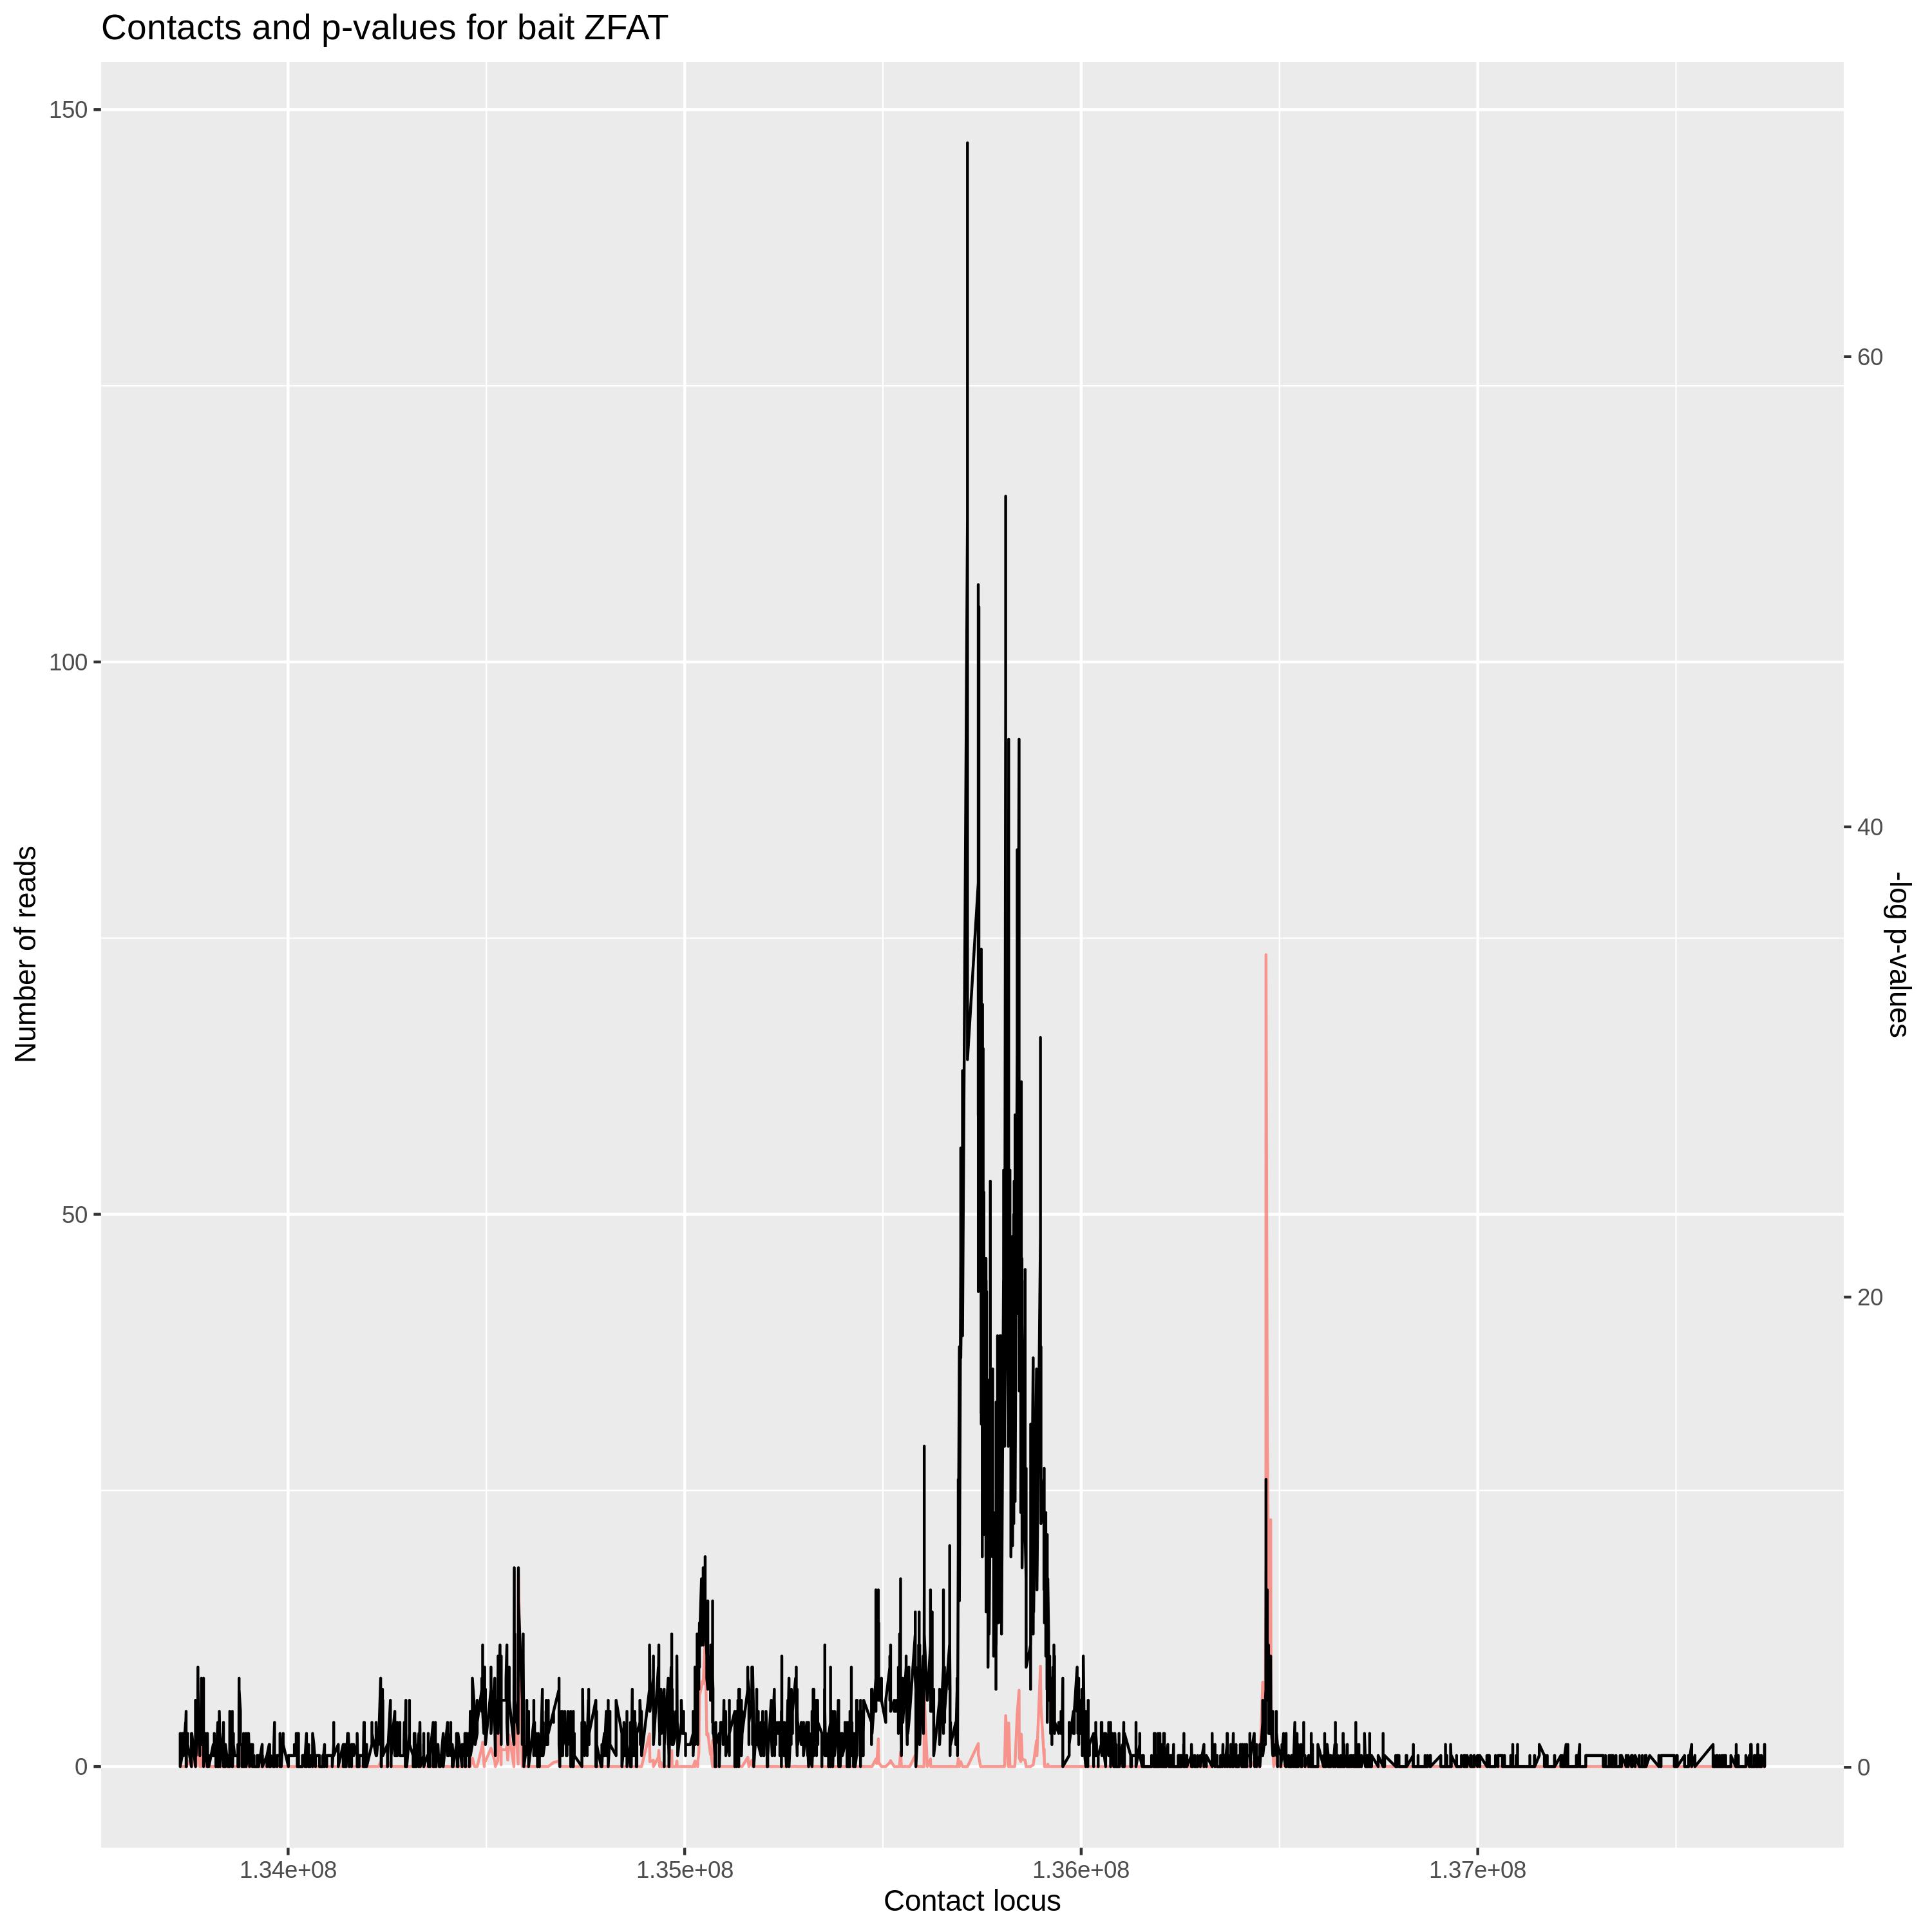 Contacts and p-values for bait ZFAT
150
100
50
0
Number of reads
60
40
20
0
-log p-values
1.34e+08
1.35e+08
1.36e+08
1.37e+08
Contact locus